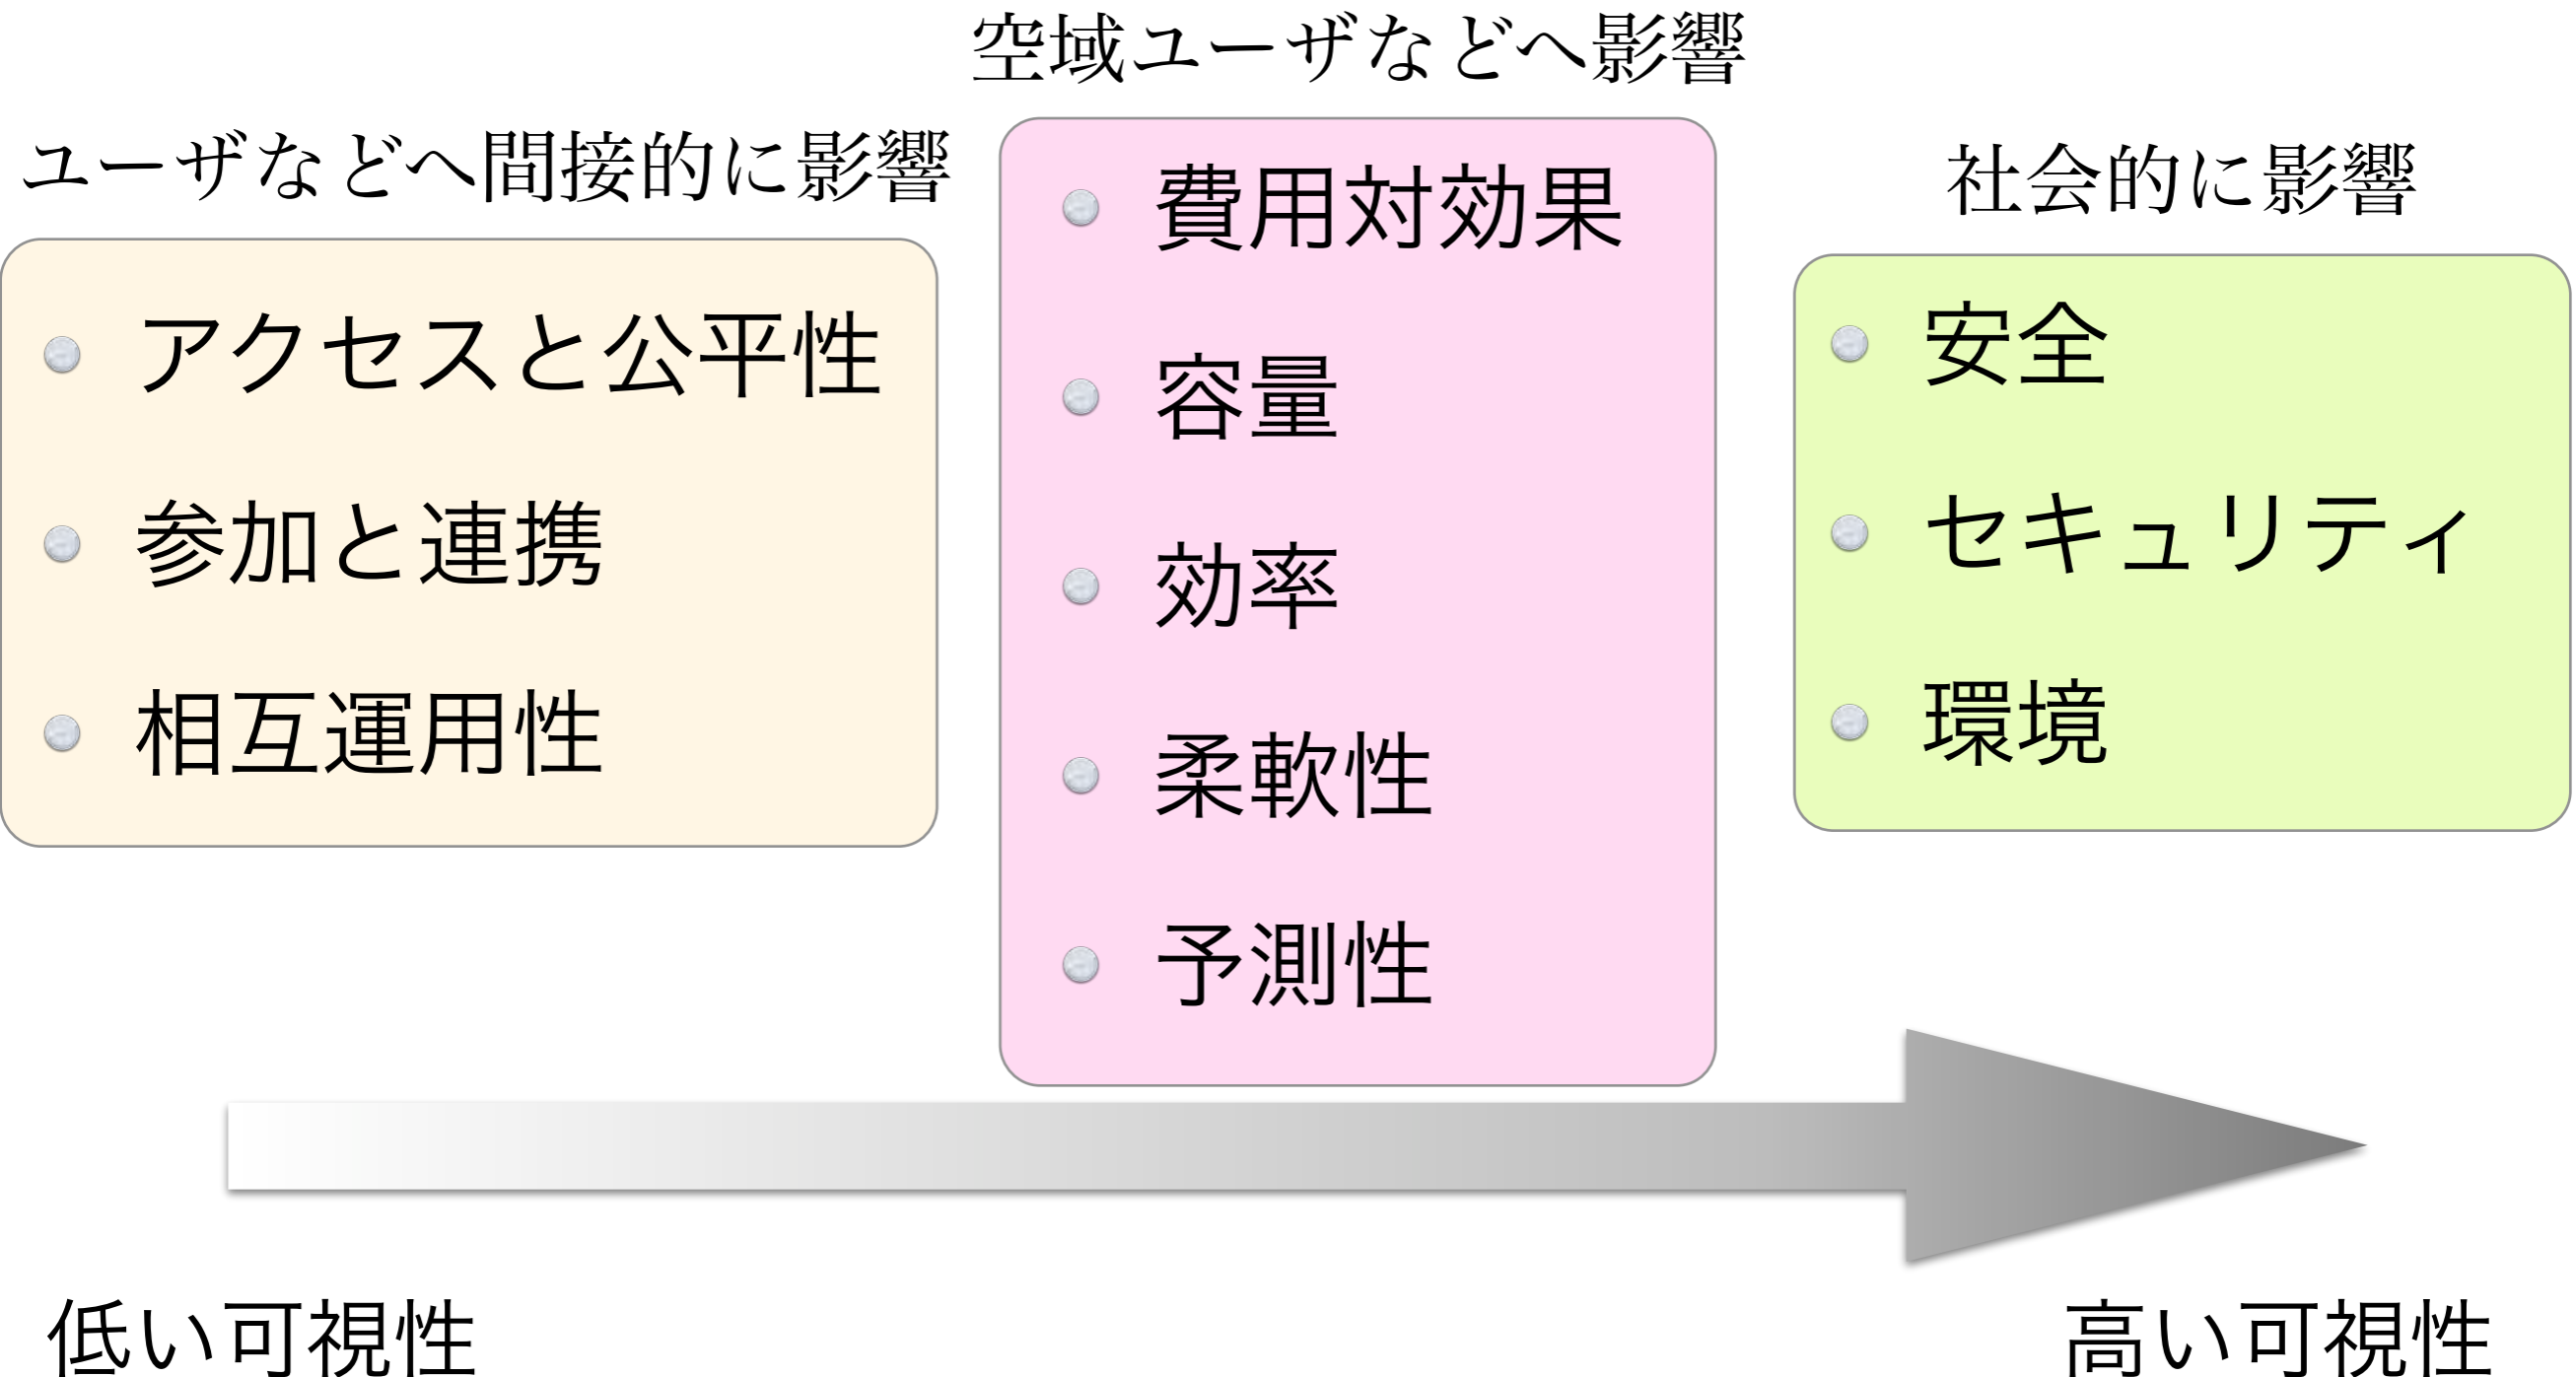 空域ユーザなどへ影響
ユーザなどへ間接的に影響
社会的に影響
アクセスと公平性
参加と連携
相互運用性
費用対効果
容量
効率
柔軟性
予測性
安全
セキュリティ
環境
低い可視性
高い可視性